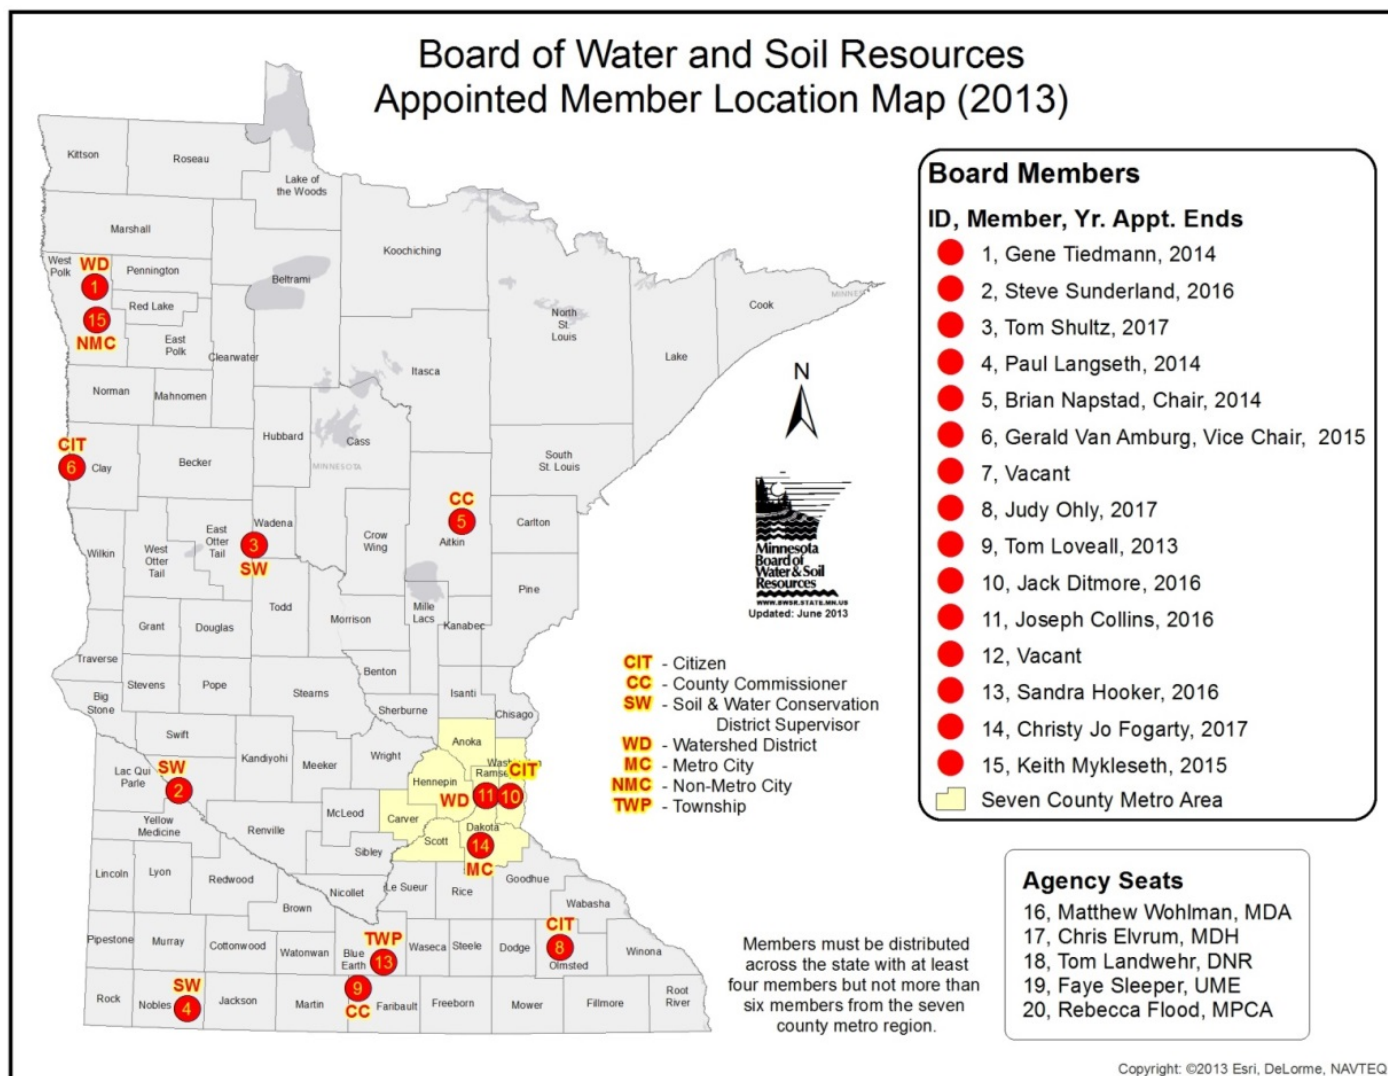 Board of Water and Soil Resources
Appointed Member Location Map (2013)
Kittson
Roseau
Lake of
the Woods
Marshall
Koochiching
West
Polk
WD
1
Pennington
Beltrami
Red Lake
15
NMC
East
Polk
Clearwater
North
St.
Louis
Cook
Lake
Itasca
Norman
Mahnomen
Hubbard
Cass
MINNESOTA
CIT
6
Clay
Becker
South
St. Louis
CC
5
Aitkin
Carlton
Wadena
East
Otter
Tail
3
SW
Crow
Wing
Wilkin
West
Otter
Tail
Pine
Todd
Mille
Lacs
Morrison
Kanabec
Grant
Douglas
Traverse
Benton
Stevens
Pope
Stearns
Isanti
Big
Stone
Sherburne
Chisago
Swift
Anoka
Kandiyohi
Meeker
Wright
Lac Qui
Parle
SW
2
Hennepin
CIT
WD
11
10
Carver
McLeod
Yellow
Medicine
Renville
Dakota
Scott
14
MC
Sibley
Lincoln
Lyon
Redwood
Nicollet
Le Sueur
Rice
Goodhue
Brown
Wabasha
Pipestone
Murray
Cottonwood
Watonwan
TWP
Blue
Earth
13
Waseca
Steele
Dodge
CIT
8
Olmsted
Winona
SW
Rock
Nobles
4
Jackson
Martin
9
CC
Faribault
Freeborn
Mower
Fillmore
Root
River
N
Minnesota
Board of
Water & Soil
Resources
WWW.BWSR.STATE.MN.US
Updated: June 2013
CIT - Citizen
CC - County Commissioner
SW - Soil & Water Conservation
District Supervisor
WD - Watershed District
MC - Metro City
NMC - Non-Metro City
TWP - Township
Board Members
ID, Member, Yr. Appt. Ends
1, Gene Tiedmann, 2014
2, Steve Sunderland, 2016
3, Tom Shultz, 2017
4, Paul Langseth, 2014
5, Brian Napstad, Chair, 2014
6, Gerald Van Amburg, Vice Chair, 2015
7, Vacant
8, Judy Ohly, 2017
9, Tom Loveall, 2013
10, Jack Ditmore, 2016
11, Joseph Collins, 2016
12, Vacant
13, Sandra Hooker, 2016
14, Christy Jo Fogarty, 2017
15, Keith Mykleseth, 2015
Seven County Metro Area
Members must be distributed
across the state with at least
four members but not more than
six members from the seven
county metro region.
Agency Seats
16, Matthew Wohlman, MDA
17, Chris Elvrum, MDH
18, Tom Landwehr, DNR
19, Faye Sleeper, UME
20, Rebecca Flood, MPCA
Copyright: ©2013 Esri, DeLorme, NAVTEQ